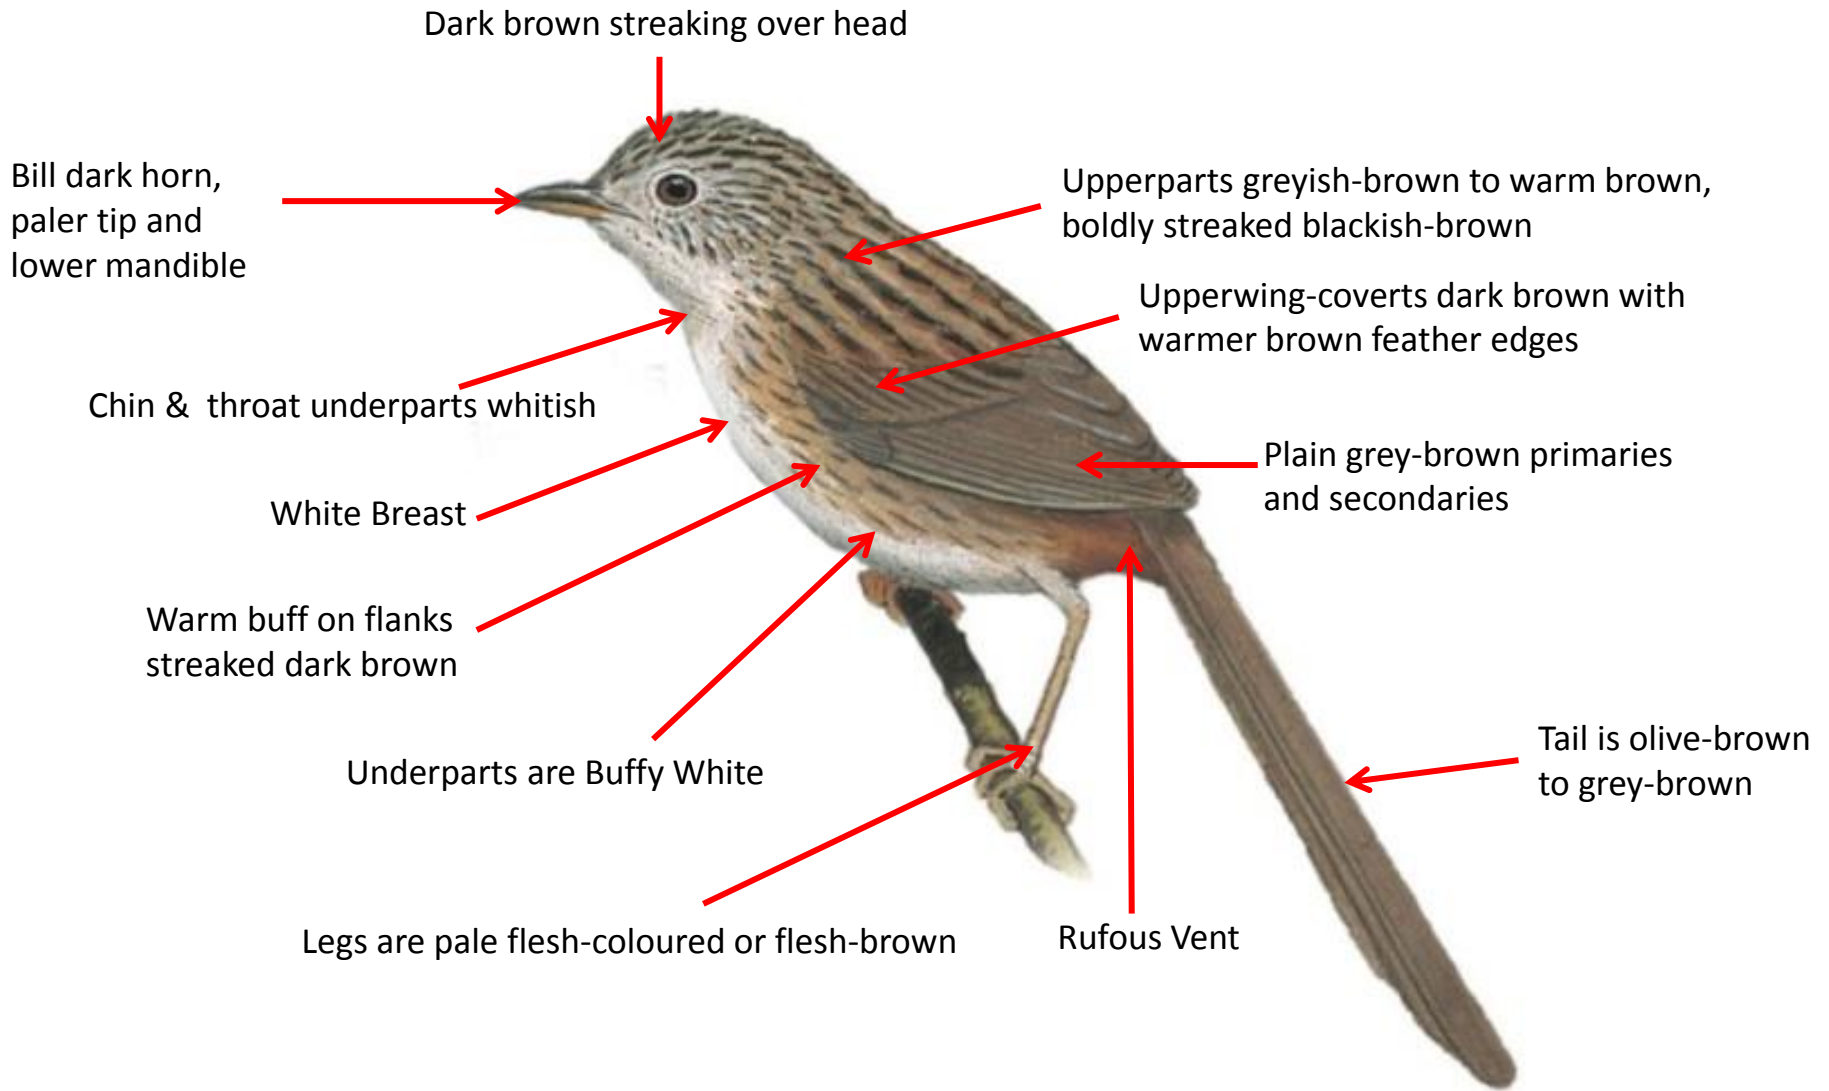 Dark brown streaking over head
Bill dark horn,
paler tip and
lower mandible
Upperparts greyish-brown to warm brown,
boldly streaked blackish-brown
Upperwing-coverts dark brown with
warmer brown feather edges
Chin &  throat underparts whitish
Plain grey-brown primaries
and secondaries
White Breast
Warm buff on flanks
streaked dark brown
Underparts are Buffy White
Tail is olive-brown
to grey-brown
Legs are pale flesh-coloured or flesh-brown
Rufous Vent